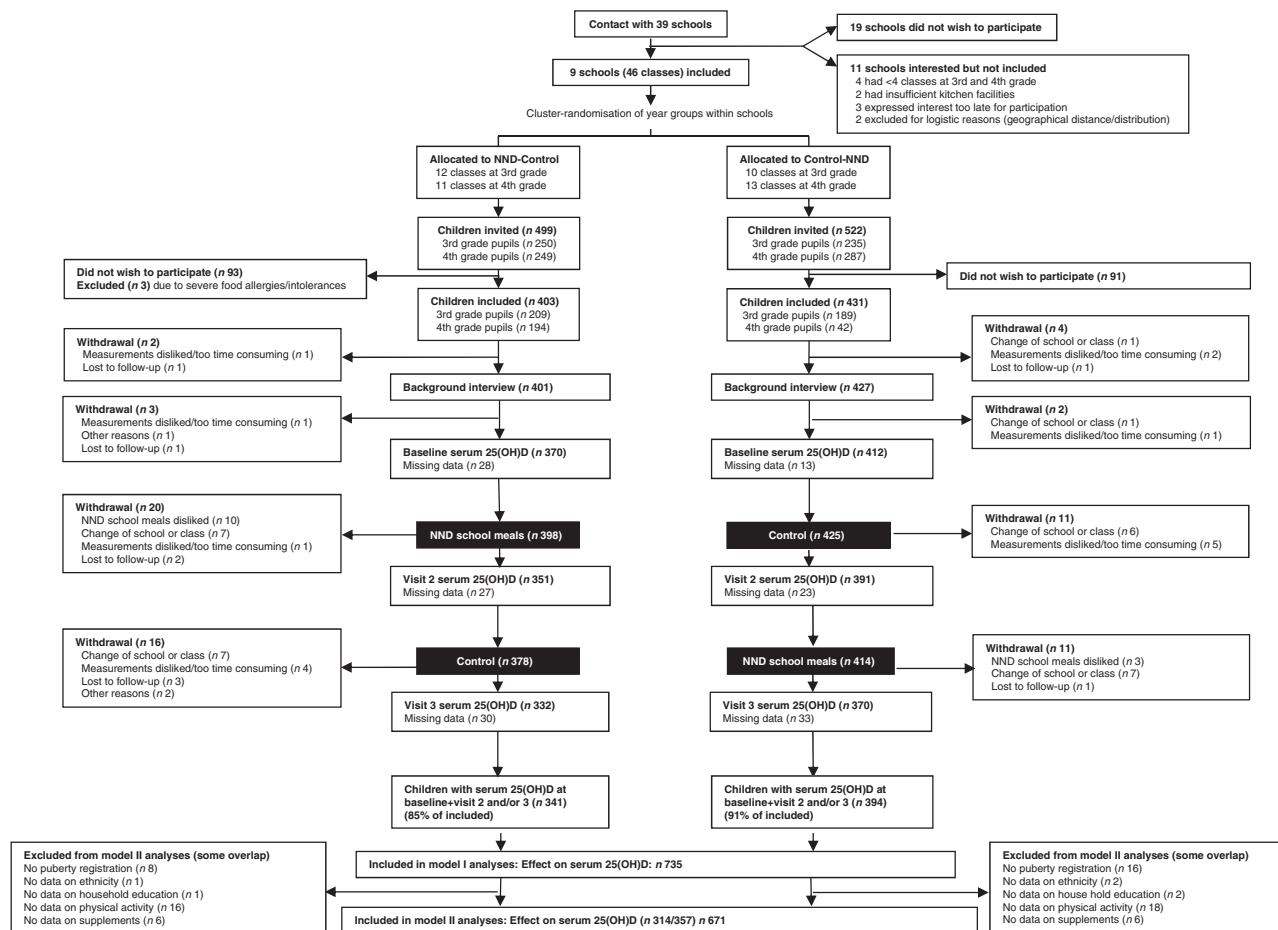 Contact with 39 schools
19 schools did not wish to participate
9 schools (46 classes) included
11 schools interested but not included
4 had <4 classes at 3rd and 4th grade
2 had insufficient kitchen facilities
3 expressed interest too late for participation
2 excluded for logistic reasons (geographical distance/distribution)
Cluster-randomisation of year groups within schools
Allocated to NND-Control
12 classes at 3rd grade
11 classes at 4th grade
Allocated to Control-NND
10 classes at 3rd grade
13 classes at 4th grade
Children invited (n 499)
3rd grade pupils (n 250)
4th grade pupils (n 249)
Children invited (n 522)
3rd grade pupils (n 235)
4th grade pupils (n 287)
Did not wish to participate (n 93)
Excluded (n 3) due to severe food allergies/intolerances
Did not wish to participate (n 91)
Children included (n 403)
3rd grade pupils (n 209)
4th grade pupils (n 194)
Children included (n 431)
3rd grade pupils (n 189)
4th grade pupils (n 42)
Withdrawal (n 2)
Measurements disliked/too time consuming (n 1)
Lost to follow-up (n 1)
Withdrawal (n 4)
Change of school or class (n 1)
Measurements disliked/too time consuming (n 2)
Lost to follow-up (n 1)
Background interview (n 401)
Background interview (n 427)
Withdrawal (n 3)
Measurements disliked/too time consuming (n 1)
Other reasons (n 1)
Lost to follow-up (n 1)
Withdrawal (n 2)
Change of school or class (n 1)
Measurements disliked/too time consuming (n 1)
Baseline serum 25(OH)D (n 370)
Missing data (n 28)
Baseline serum 25(OH)D (n 412)
Missing data (n 13)
Withdrawal (n 20)
NND school meals disliked (n 10)
Change of school or class (n 7)
Measurements disliked/too time consuming (n 1)
Lost to follow-up (n 2)
NND school meals (n 398)
Control (n 425)
Withdrawal (n 11)
Change of school or class (n 6)
Measurements disliked/too time consuming (n 5)
Visit 2 serum 25(OH)D (n 351)
Missing data (n 27)
Visit 2 serum 25(OH)D (n 391)
Missing data (n 23)
Withdrawal (n 16)
Change of school or class (n 7)
Measurements disliked/too time consuming (n 4)
Lost to follow-up (n 3)
Other reasons (n 2)
Control (n 378)
NND school meals (n 414)
Withdrawal (n 11)
NND school meals disliked (n 3)
Change of school or class (n 7)
Lost to follow-up (n 1)
Visit 3 serum 25(OH)D (n 332)
Missing data (n 30)
Visit 3 serum 25(OH)D (n 370)
Missing data (n 33)
Children with serum 25(OH)D at
baseline+visit 2 and/or 3 (n 341)
(85% of included)
Children with serum 25(OH)D at
baseline+visit 2 and/or 3 (n 394)
(91% of included)
Excluded from model II analyses (some overlap)
No puberty registration (n 8)
No data on ethnicity (n 1)
No data on household education (n 1)
No data on physical activity (n 16)
No data on supplements (n 6)
Included in model I analyses: Effect on serum 25(OH)D: n 735
Excluded from model II analyses (some overlap)
No puberty registration (n 16)
No data on ethnicity (n 2)
No data on house hold education (n 2)
No data on physical activity (n 18)
No data on supplements (n 6)
Included in model II analyses: Effect on serum 25(OH)D (n 314/357) n 671